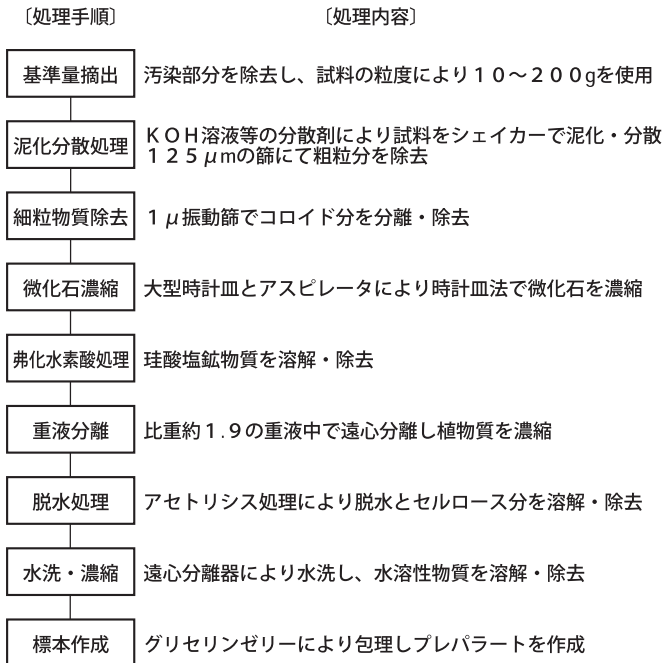 〔処理手順〕 〔処理内容〕
基準量摘出 汚染部分を除去し、試料の粒度により１０〜２００gを使用
泥化分散処理 ＫＯＨ溶液等の分散剤により試料をシェイカーで泥化・分散
１２５μmの篩にて粗粒分を除去
細粒物質除去 １μ振動篩でコロイド分を分離・除去
微化石濃縮 大型時計皿とアスピレータにより時計皿法で微化石を濃縮
弗化水素酸処理 珪酸塩鉱物質を溶解・除去
重液分離 比重約１.９の重液中で遠心分離し植物質を濃縮
脱水処理 アセトリシス処理により脱水とセルロース分を溶解・除去
水洗・濃縮 遠心分離器により水洗し、水溶性物質を溶解・除去
標本作成 グリセリンゼリーにより包理しプレパラートを作成